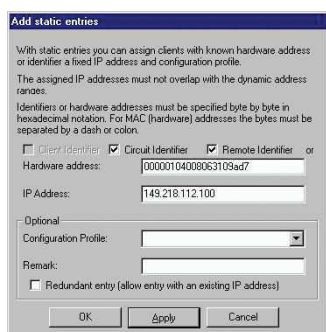 Add static entries
With static entries you can assign clients with known hardware address
or identifier a fixed IP address and configuration profile.
The assigned IP addresses must not overlap with the dynamic address
ranges.
Identifiers or hardware addresses must be specified byte by byte in
hexadecimal notation. For MAC (hardware) addresses the bytes must be
separated by a dash or colon.
Client Identifier Circuit Identifier Remote Identifier or
Hardware address: 00000104008063109ad7
IP Address: 149.218.112.100
Optional
Configuration Profile:
Remark:
Redundant entry (allow entry with an existing IP address)
OK Apply Cancel